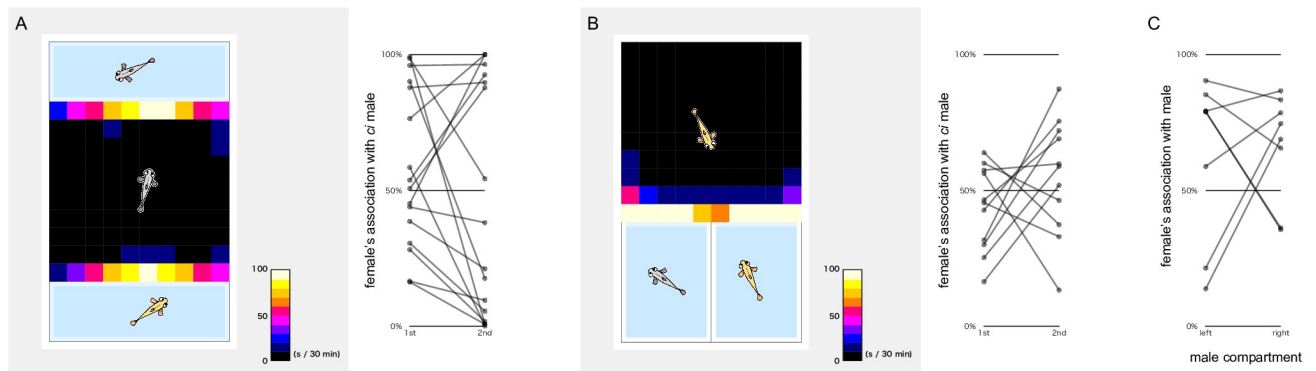 A
100
50
0
(s / 30 min)
female's association with ci male
100%
50%
0%
1st
2nd
B
100
50
0
(s / 30 min)
female's association with ci male
100%
50%
0%
1st
2nd
C
female's association with male
100%
50%
0%
left
right
male compartment